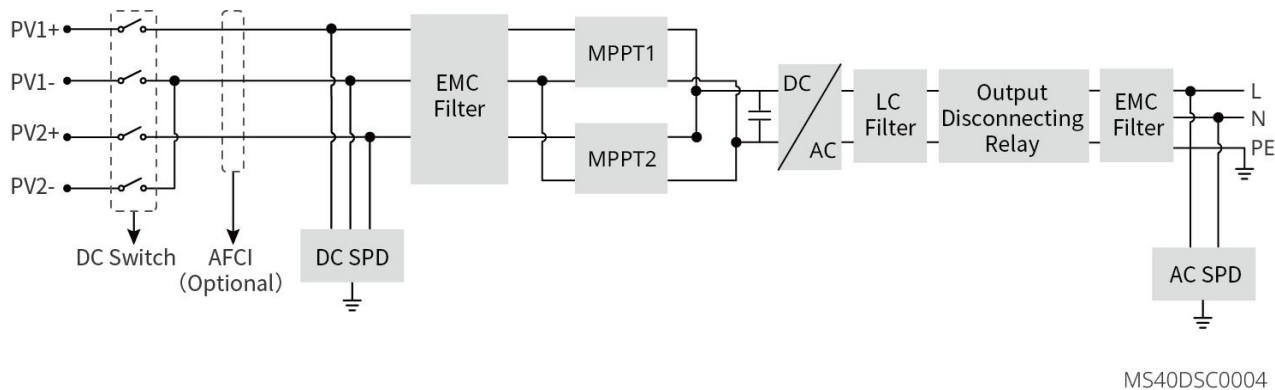 PV1+
PV1-
PV2+
PV2-
DC Switch
AFCI
（Optional）
DC SPD
EMC
Filter
MPPT1
MPPT2
DC
AC
LC
Filter
Output
Disconnecting
Relay
EMC
Filter
L
N
PE
AC SPD
MS40DSC0004